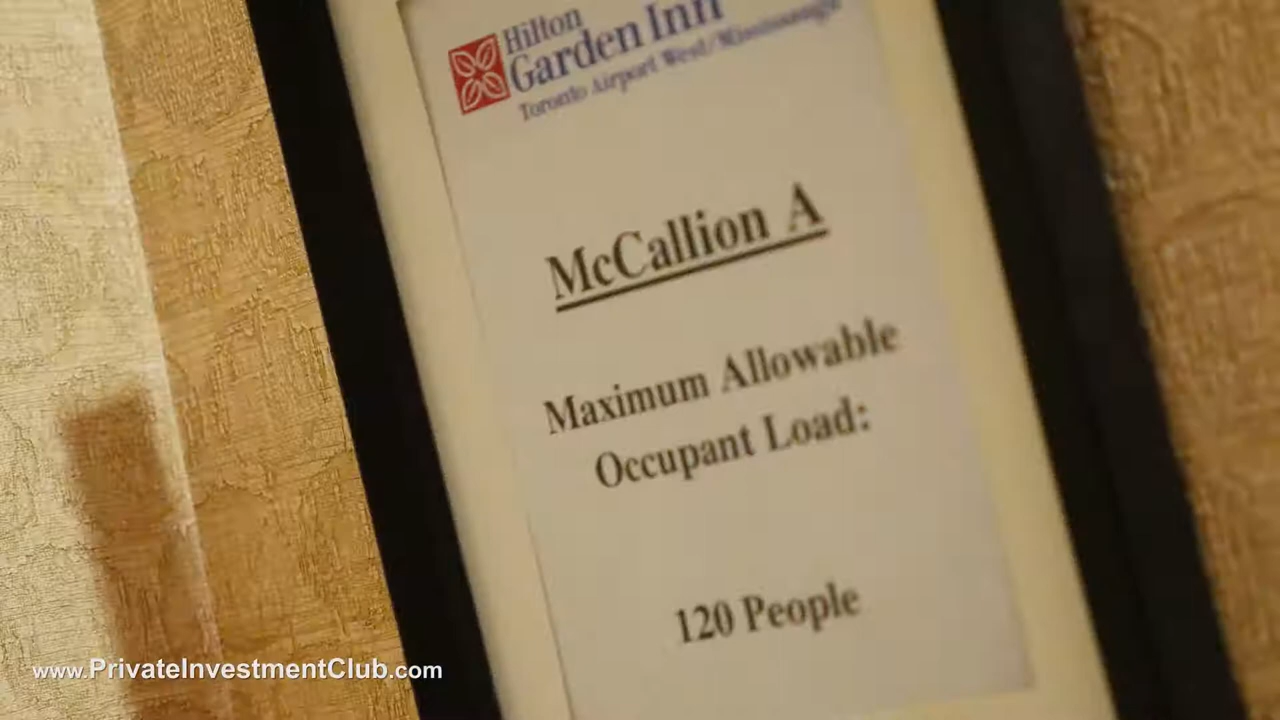 Hilton
Garden Inn
Toronto Airport West/Mississauga
McCallion A
Maximum Allowable
Occupant Load:
120 People
www.PrivateInvestmentClub.com